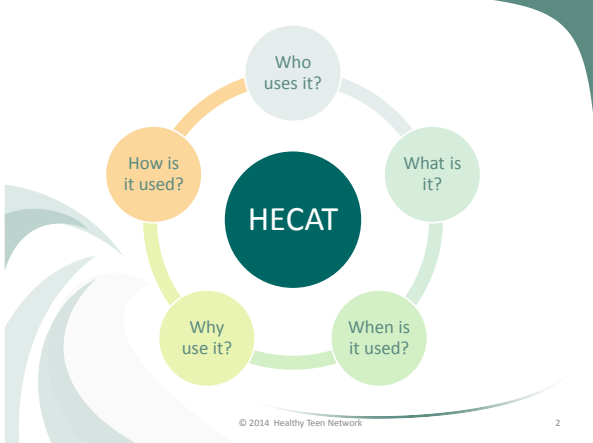 Who
uses it?
What is
it?
When is
it used?
Why
use it?
How is
it used?
HECAT
© 2014 Healthy Teen Network
2